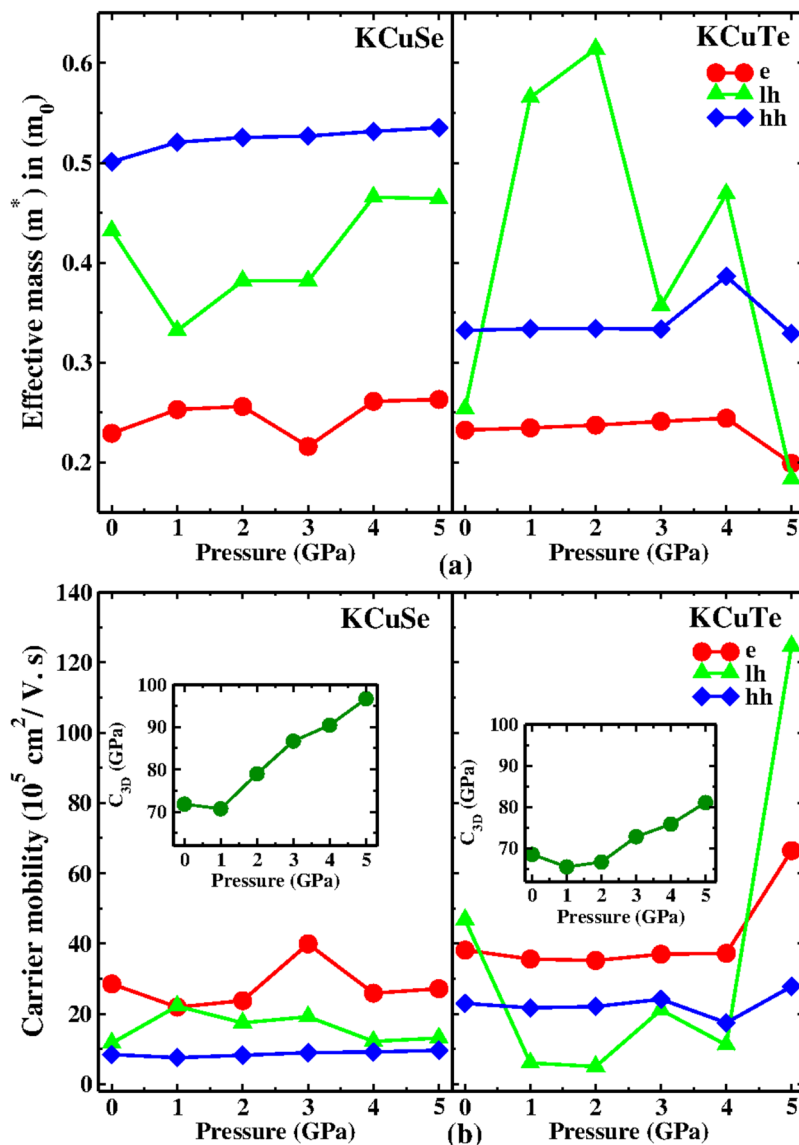 KCuSe
KCuTe
e
lh
hh
Effective mass (m*) in (m0)
0.6
0.5
0.4
0.3
0.2
0 1 2 3 4 5
0 1 2 3 4 5
Pressure (GPa)
Pressure (GPa)
(a)
KCuSe
KCuTe
e
lh
hh
Carrier mobility (10^5 cm^2/ V. s)
140
120
100
80
60
40
20
0
C3D (GPa)
100
90
80
70
0 1 2 3 4 5
Pressure (GPa)
C3D (GPa)
100
90
80
70
0 1 2 3 4 5
Pressure (GPa)
0 1 2 3 4 5
0 1 2 3 4 5
Pressure (GPa)
Pressure (GPa)
(b)